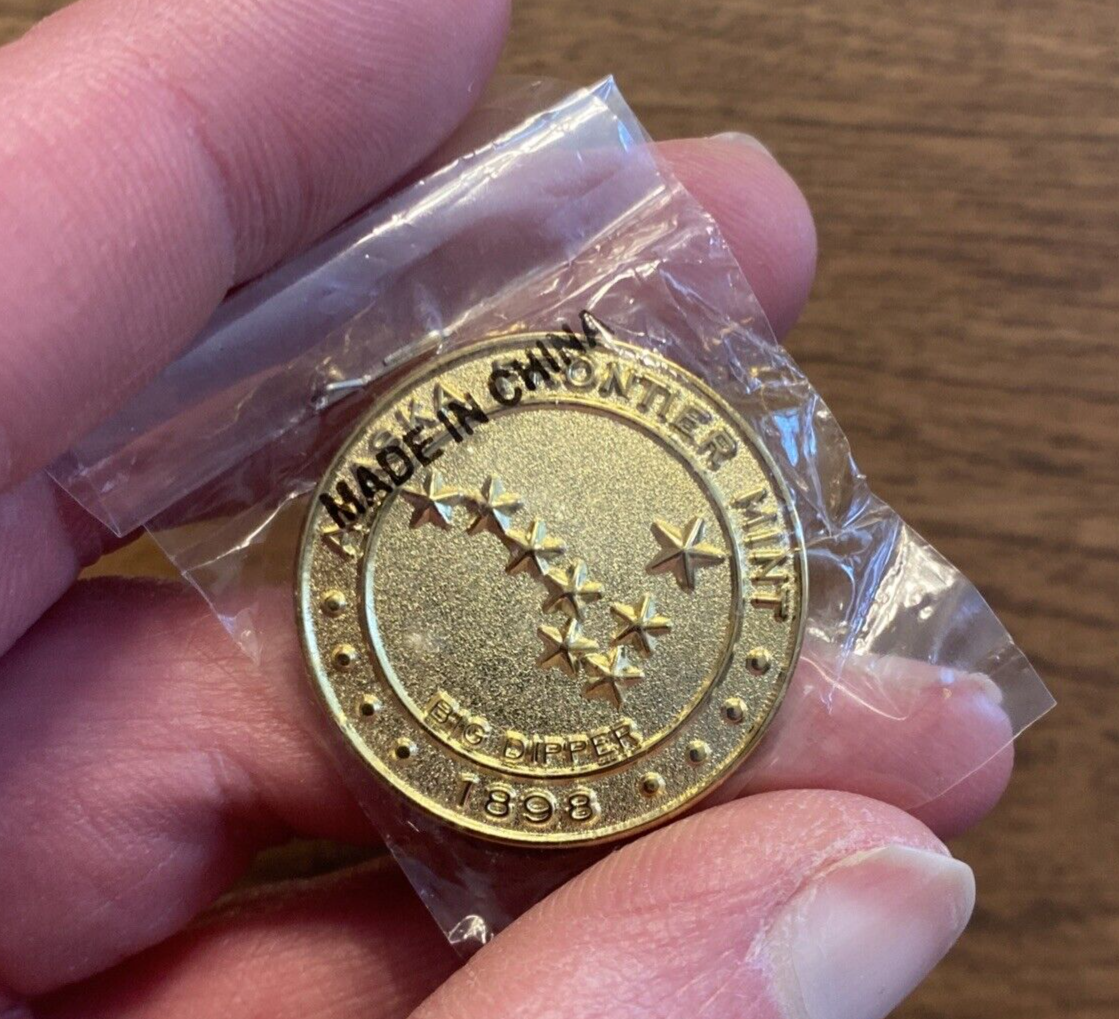 MADE IN CHINA
ALASKA FRONTIER MINT
BIG DIPPER
1898